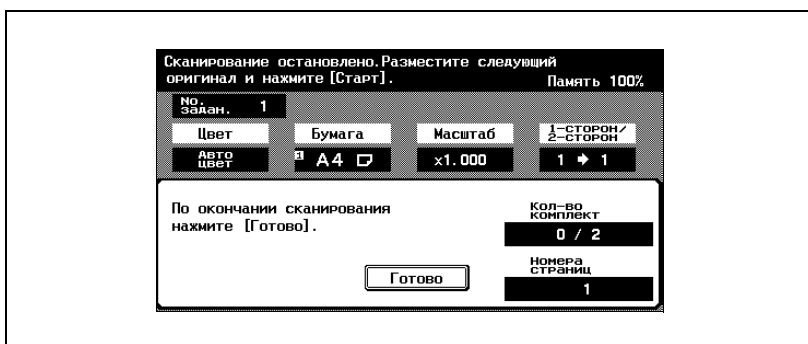 Сканирование остановлено.Разместите следующий
оригинал и нажмите [Старт].
Память 100%
No.
задан. 1
Цвет Бумага Масштаб 1-СТОРОН/
2-СТОРОН
Авто
цвет
1 A4 x1.000 1 → 1
По окончании сканирования
нажмите [Готово].
Кол-во
комплект
0 / 2
Готово
Номера
страниц
1